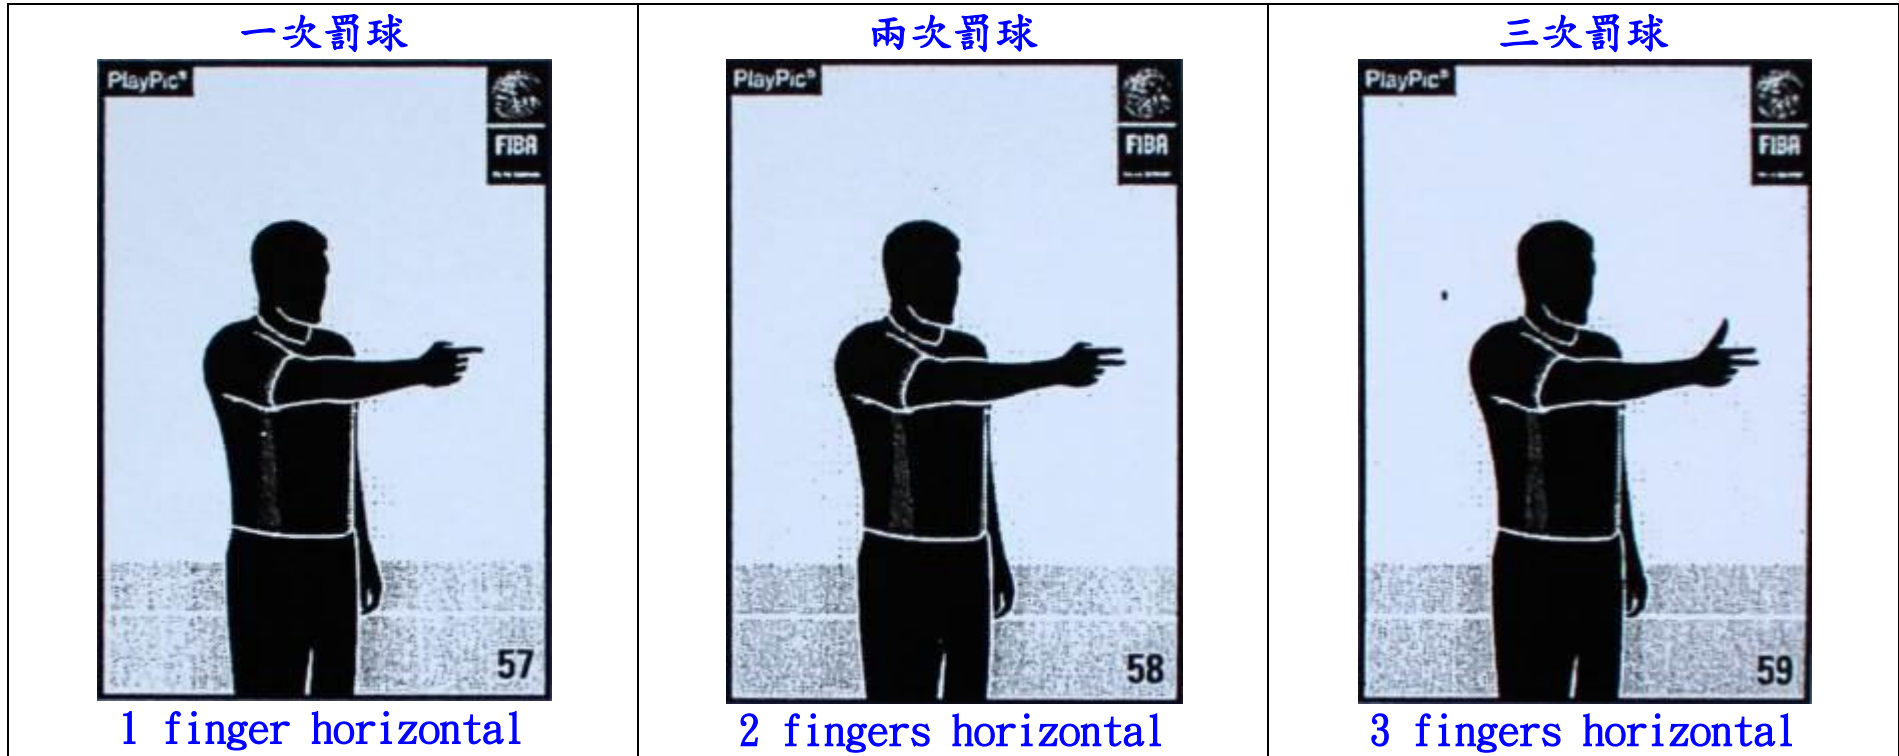 一次罰球
PlayPic®
FIBA
57
1 finger horizontal
兩次罰球
PlayPic®
FIBA
58
2 fingers horizontal
三次罰球
PlayPic®
FIBA
59
3 fingers horizontal